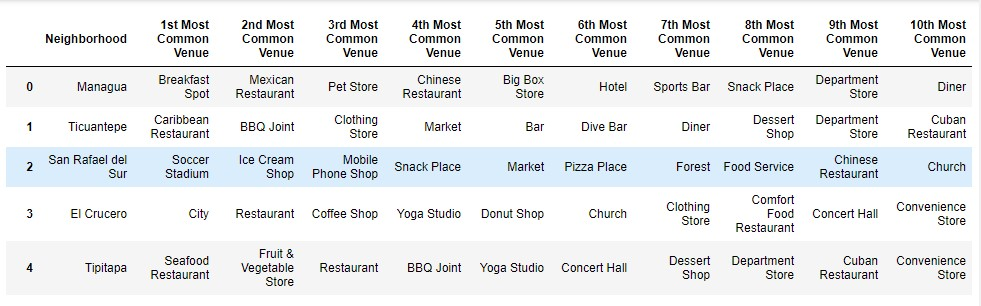 Neighborhood 1st Most Common Venue 2nd Most Common Venue 3rd Most Common Venue 4th Most Common Venue 5th Most Common Venue 6th Most Common Venue 7th Most Common Venue 8th Most Common Venue 9th Most Common Venue 10th Most Common Venue
0 Managua Breakfast Spot Mexican Restaurant Pet Store Chinese Restaurant Big Box Store Hotel Sports Bar Snack Place Department Store Diner
1 Ticuantepe Caribbean Restaurant BBQ Joint Clothing Store Market Bar Dive Bar Diner Dessert Shop Department Store Cuban Restaurant
2 San Rafael del Sur Soccer Stadium Ice Cream Shop Mobile Phone Shop Snack Place Market Pizza Place Forest Food Service Chinese Restaurant Church
3 El Crucero City Restaurant Coffee Shop Yoga Studio Donut Shop Church Clothing Store Comfort Food Restaurant Concert Hall Convenience Store
4 Tipitapa Seafood Restaurant Fruit & Vegetable Store Restaurant BBQ Joint Yoga Studio Concert Hall Dessert Shop Department Store Cuban Restaurant Convenience Store